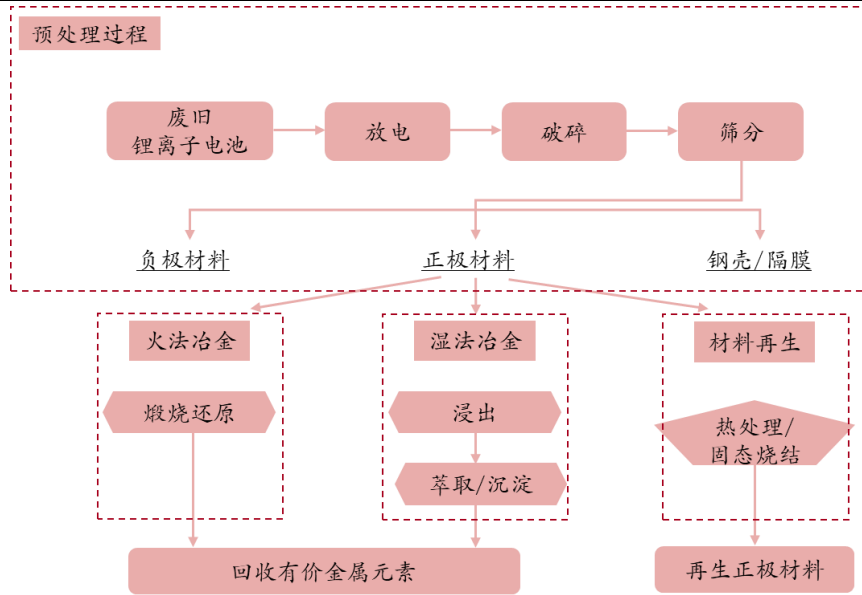 预处理过程
废旧
锂离子电池
放电
破碎
筛分
负极材料
正极材料
钢壳/隔膜
火法冶金
湿法冶金
材料再生
煅烧还原
浸出
热处理/
固态烧结
萃取/沉淀
回收有价金属元素
再生正极材料